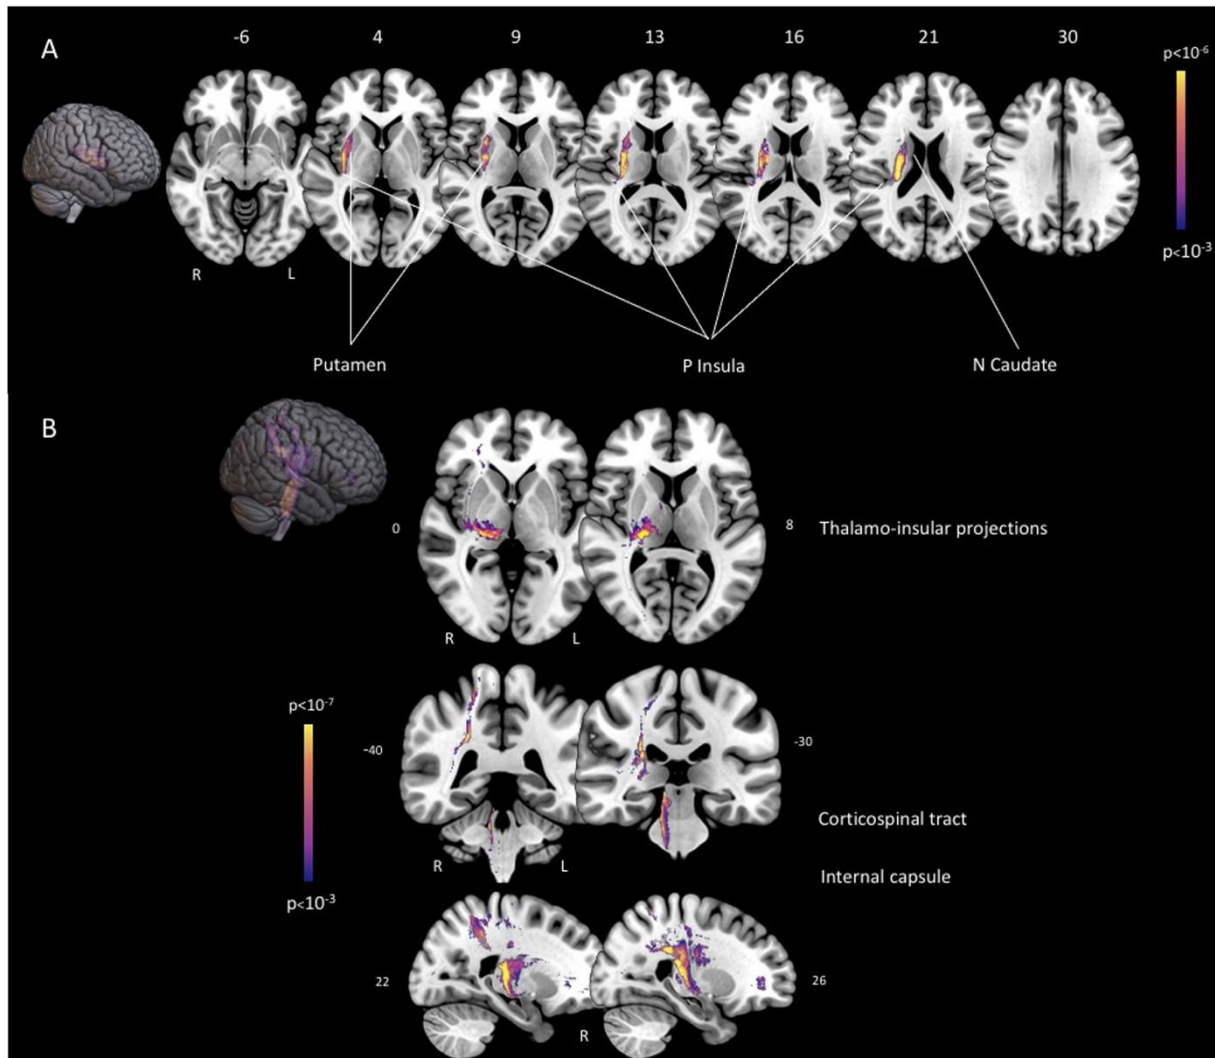 A
-6 4 9 13 16 21 30
p<10-6
p<10-3
R L
Putamen P Insula N Caudate
B
0 8 Thalamo-insular projections
R L
p<10-7
-40 -30
Corticospinal tract
R L
Internal capsule
p<10-3
22 26
R